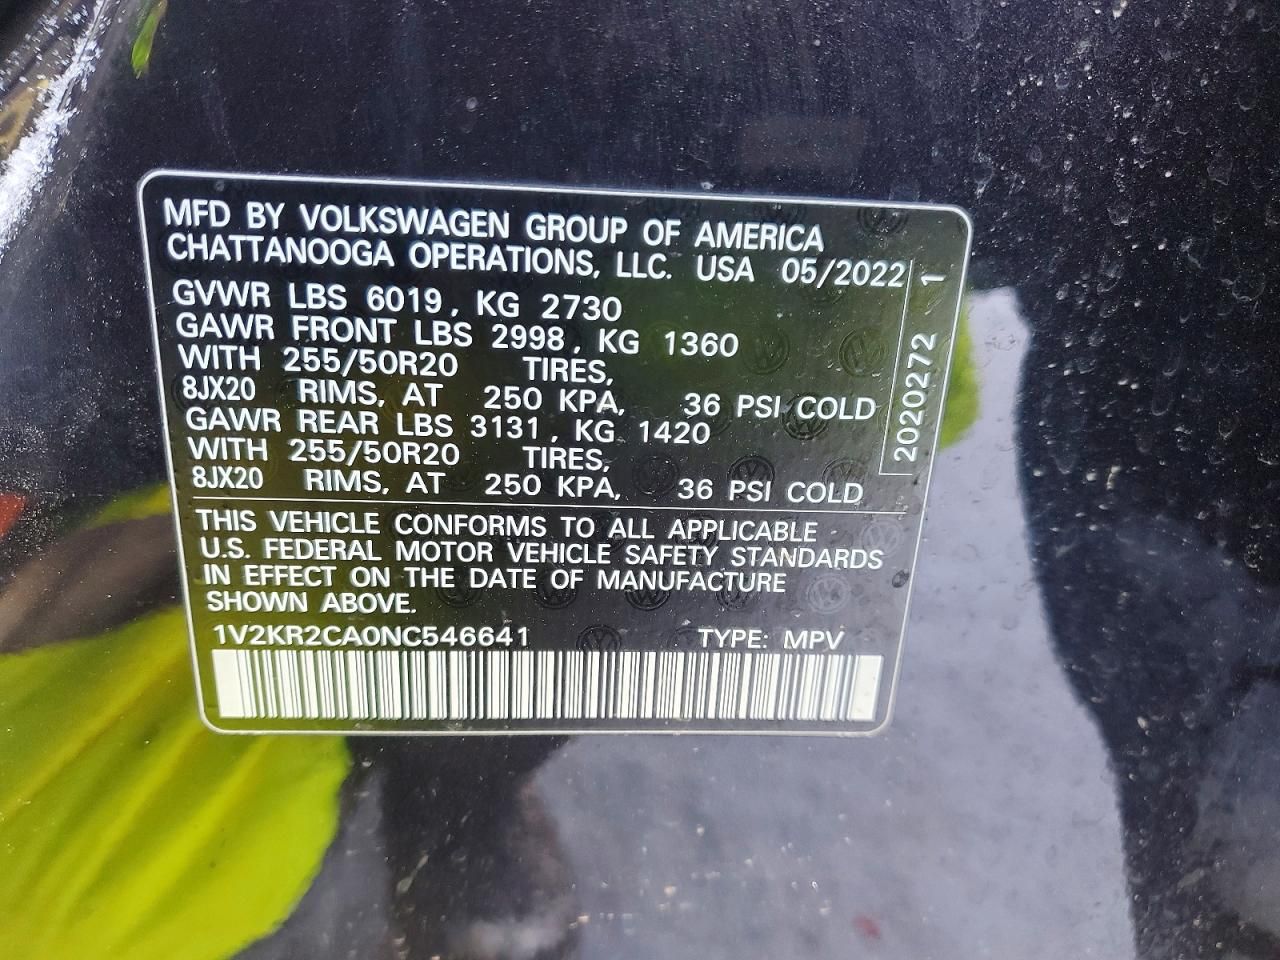 MFD BY VOLKSWAGEN GROUP OF AMERICA
CHATTANOOGA OPERATIONS, LLC. USA 05/2022
GVWR LBS 6019, KG 2730
GAWR FRONT LBS 2998, KG 1360
WITH 255/50R20 TIRES,
8JX20 RIMS, AT 250 KPA, 36 PSI COLD
GAWR REAR LBS 3131, KG 1420
WITH 255/50R20 TIRES,
8JX20 RIMS, AT 250 KPA, 36 PSI COLD
2020272 1
THIS VEHICLE CONFORMS TO ALL APPLICABLE
U.S. FEDERAL MOTOR VEHICLE SAFETY STANDARDS
IN EFFECT ON THE DATE OF MANUFACTURE
SHOWN ABOVE.
1V2KR2CA0NC546641 TYPE: MPV